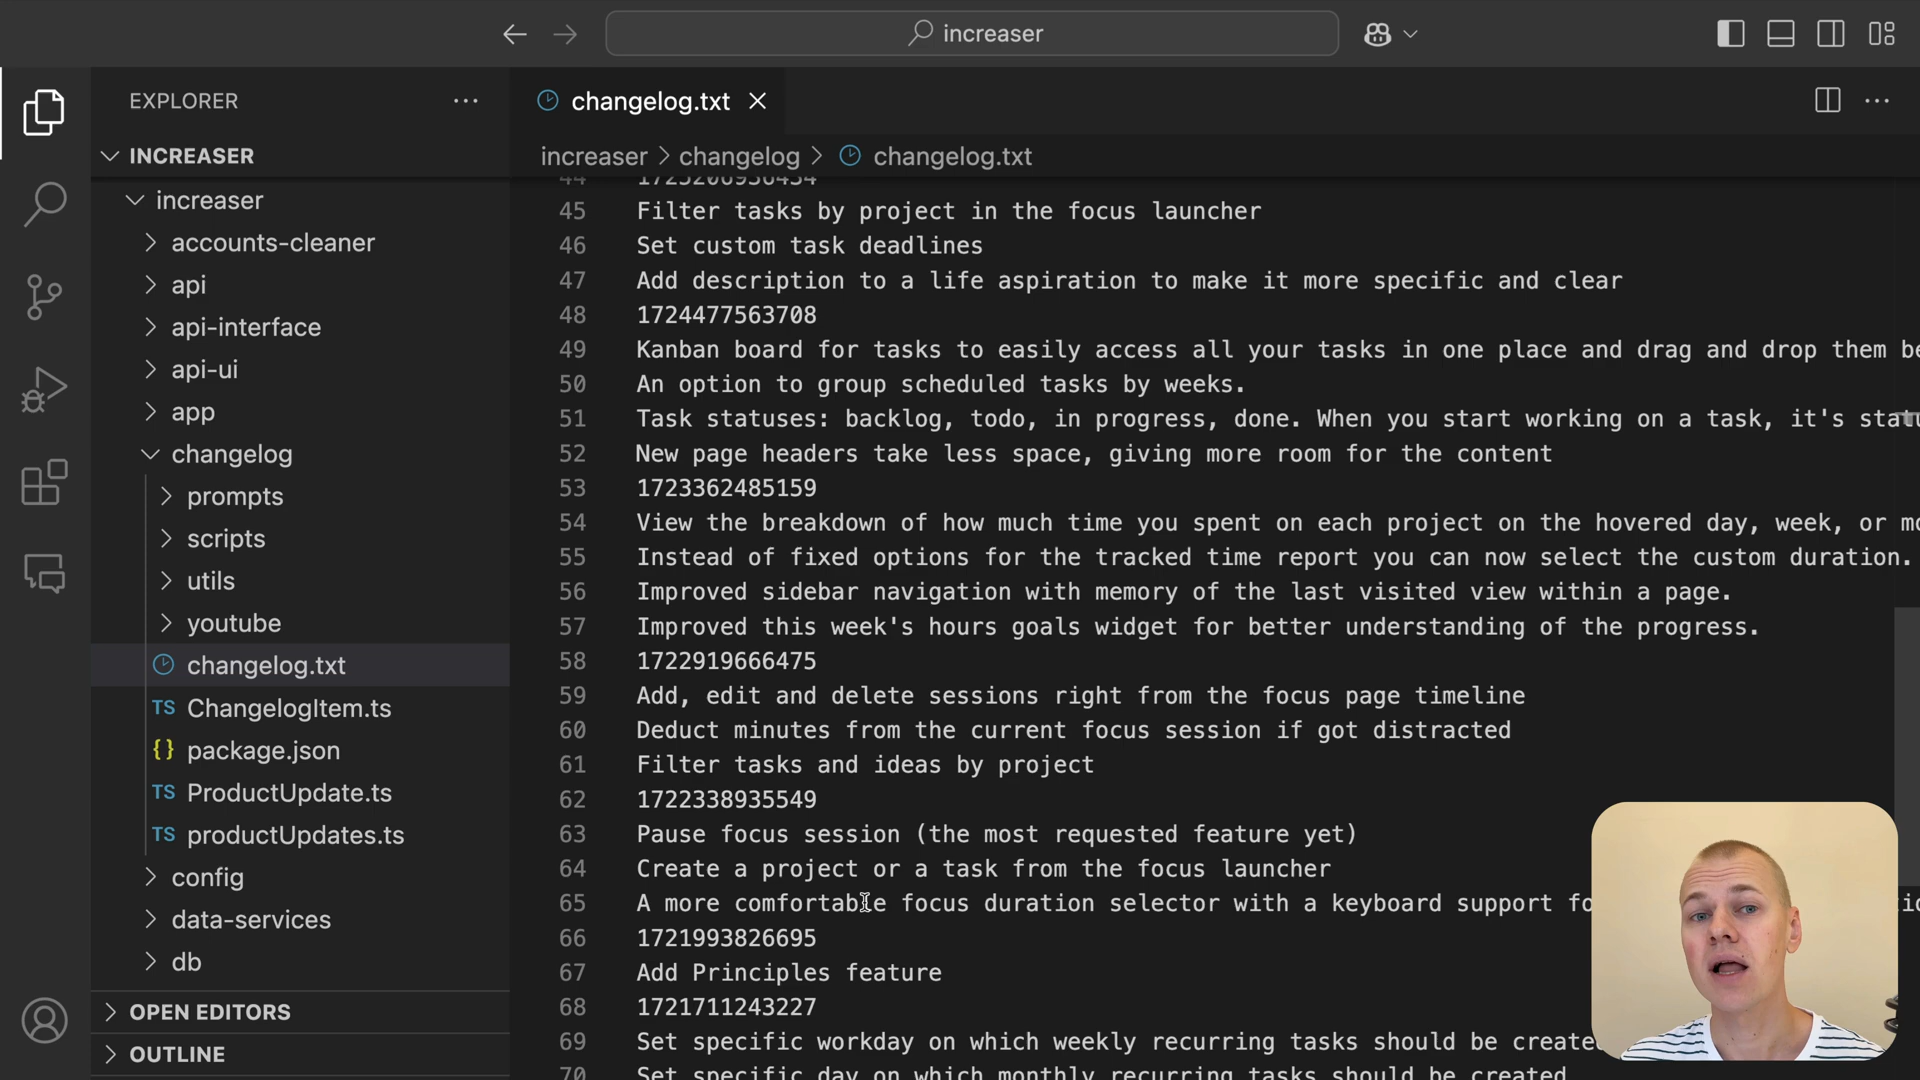 increaser
EXPLORER
changelog.txt
INCREASER
increaser > changelog > changelog.txt
increaser
accounts-cleaner
api
api-interface
api-ui
app
changelog
prompts
scripts
utils
youtube
changelog.txt
TS ChangelogItem.ts
{} package.json
TS ProductUpdate.ts
TS productUpdates.ts
config
data-services
db
OPEN EDITORS
OUTLINE
44
45 Filter tasks by project in the focus launcher
46 Set custom task deadlines
47 Add description to a life aspiration to make it more specific and clear
48 1724477563708
49 Kanban board for tasks to easily access all your tasks in one place and drag and drop them
50 An option to group scheduled tasks by weeks.
51 Task statuses: backlog, todo, in progress, done. When you start working on a task, it's
52 New page headers take less space, giving more room for the content
53 1723362485159
54 View the breakdown of how much time you spent on each project on the hovered day, week, or
55 Instead of fixed options for the tracked time report you can now select the custom duration.
56 Improved sidebar navigation with memory of the last visited view within a page.
57 Improved this week's hours goals widget for better understanding of the progress.
58 1722919666475
59 Add, edit and delete sessions right from the focus page timeline
60 Deduct minutes from the current focus session if got distracted
61 Filter tasks and ideas by project
62 1722338935549
63 Pause focus session (the most requested feature yet)
64 Create a project or a task from the focus launcher
65 A more comfortable focus duration selector with a keyboard support
66 1721993826695
67 Add Principles feature
68 1721711243227
69 Set specific workday on which weekly recurring tasks should be
70 Set specific day on which monthly recurring tasks should be created